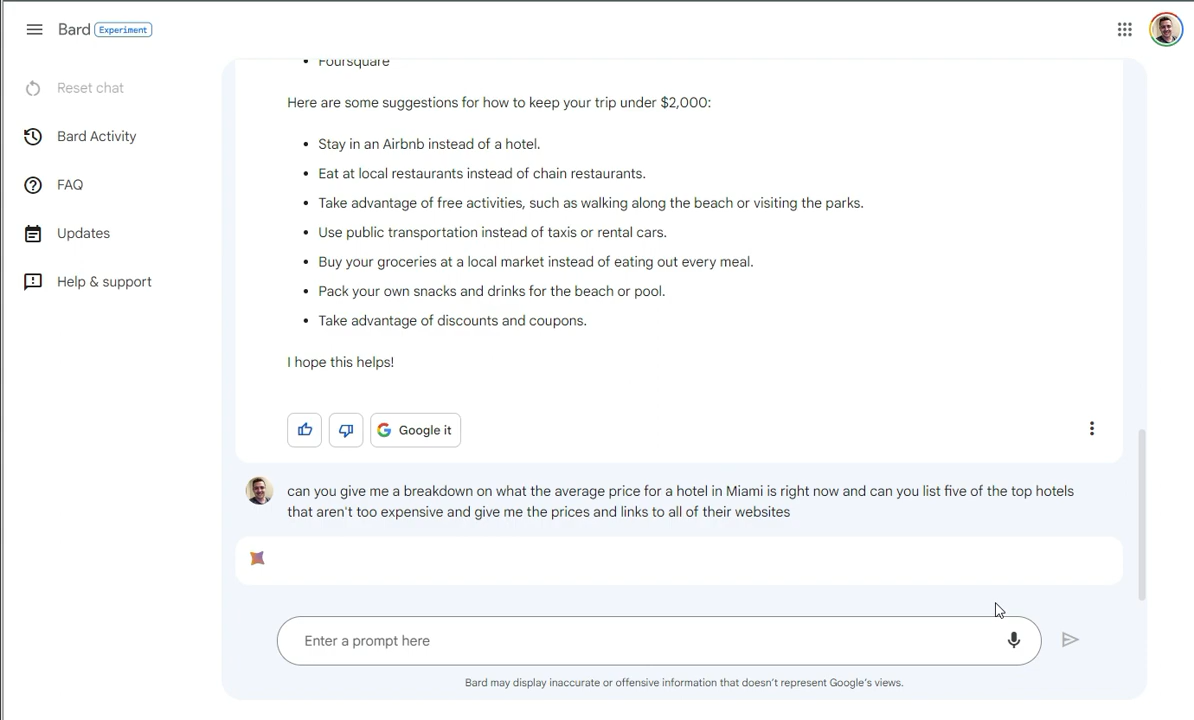 Bard Experiment
Reset chat
Bard Activity
FAQ
Updates
Help & support
• Foursquare
Here are some suggestions for how to keep your trip under $2,000:
• Stay in an Airbnb instead of a hotel.
• Eat at local restaurants instead of chain restaurants.
• Take advantage of free activities, such as walking along the beach or visiting the parks.
• Use public transportation instead of taxis or rental cars.
• Buy your groceries at a local market instead of eating out every meal.
• Pack your own snacks and drinks for the beach or pool.
• Take advantage of discounts and coupons.
I hope this helps!
Google it
can you give me a breakdown on what the average price for a hotel in Miami is right now and can you list five of the top hotels
that aren't too expensive and give me the prices and links to all of their websites
Enter a prompt here
Bard may display inaccurate or offensive information that doesn't represent Google's views.